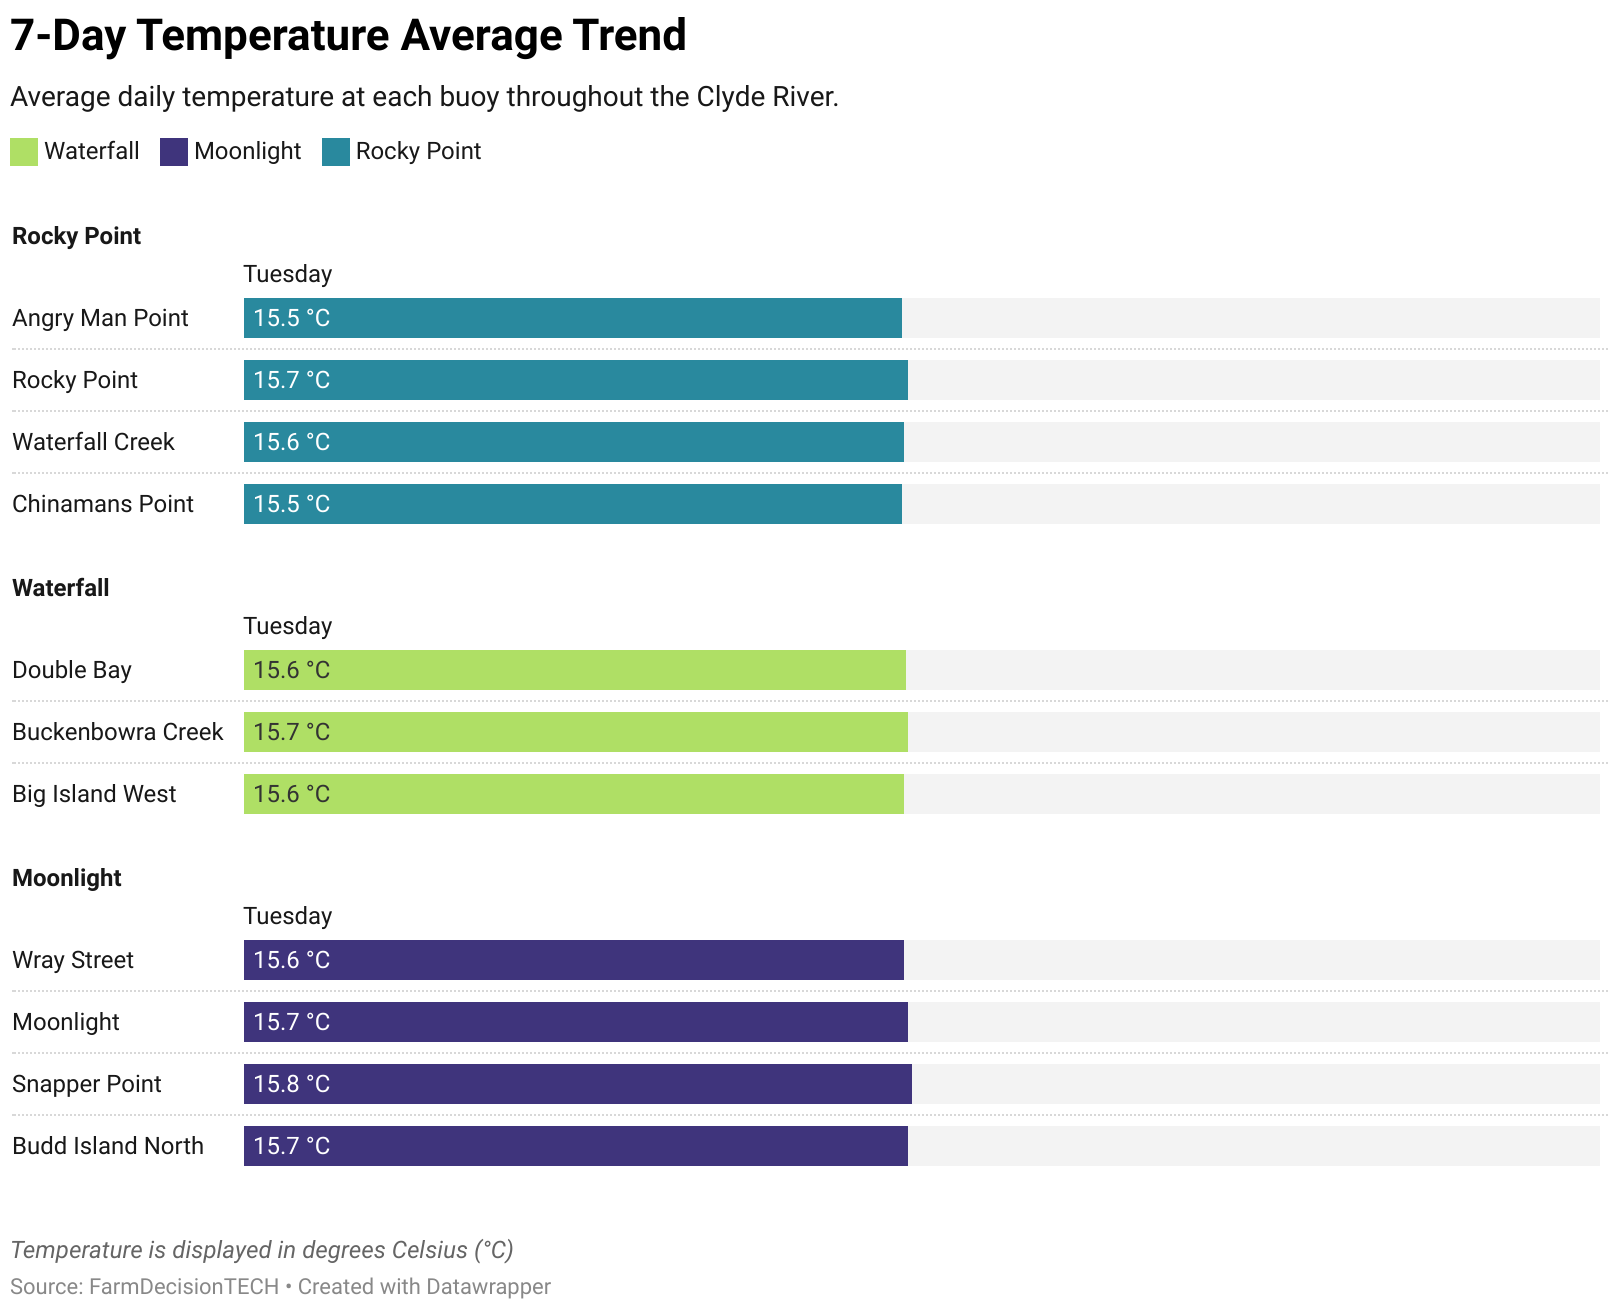 7-Day Temperature Average Trend
Average daily temperature at each buoy throughout the Clyde River.
Waterfall Moonlight Rocky Point
Rocky Point
Tuesday
Angry Man Point 15.5 °C
Rocky Point 15.7 °C
Waterfall Creek 15.6 °C
Chinamans Point 15.5 °C
Waterfall
Tuesday
Double Bay 15.6 °C
Buckenbowra Creek 15.7 °C
Big Island West 15.6 °C
Moonlight
Tuesday
Wray Street 15.6 °C
Moonlight 15.7 °C
Snapper Point 15.8 °C
Budd Island North 15.7 °C
Temperature is displayed in degrees Celsius (°C)
Source: FarmDecisionTECH • Created with Datawrapper